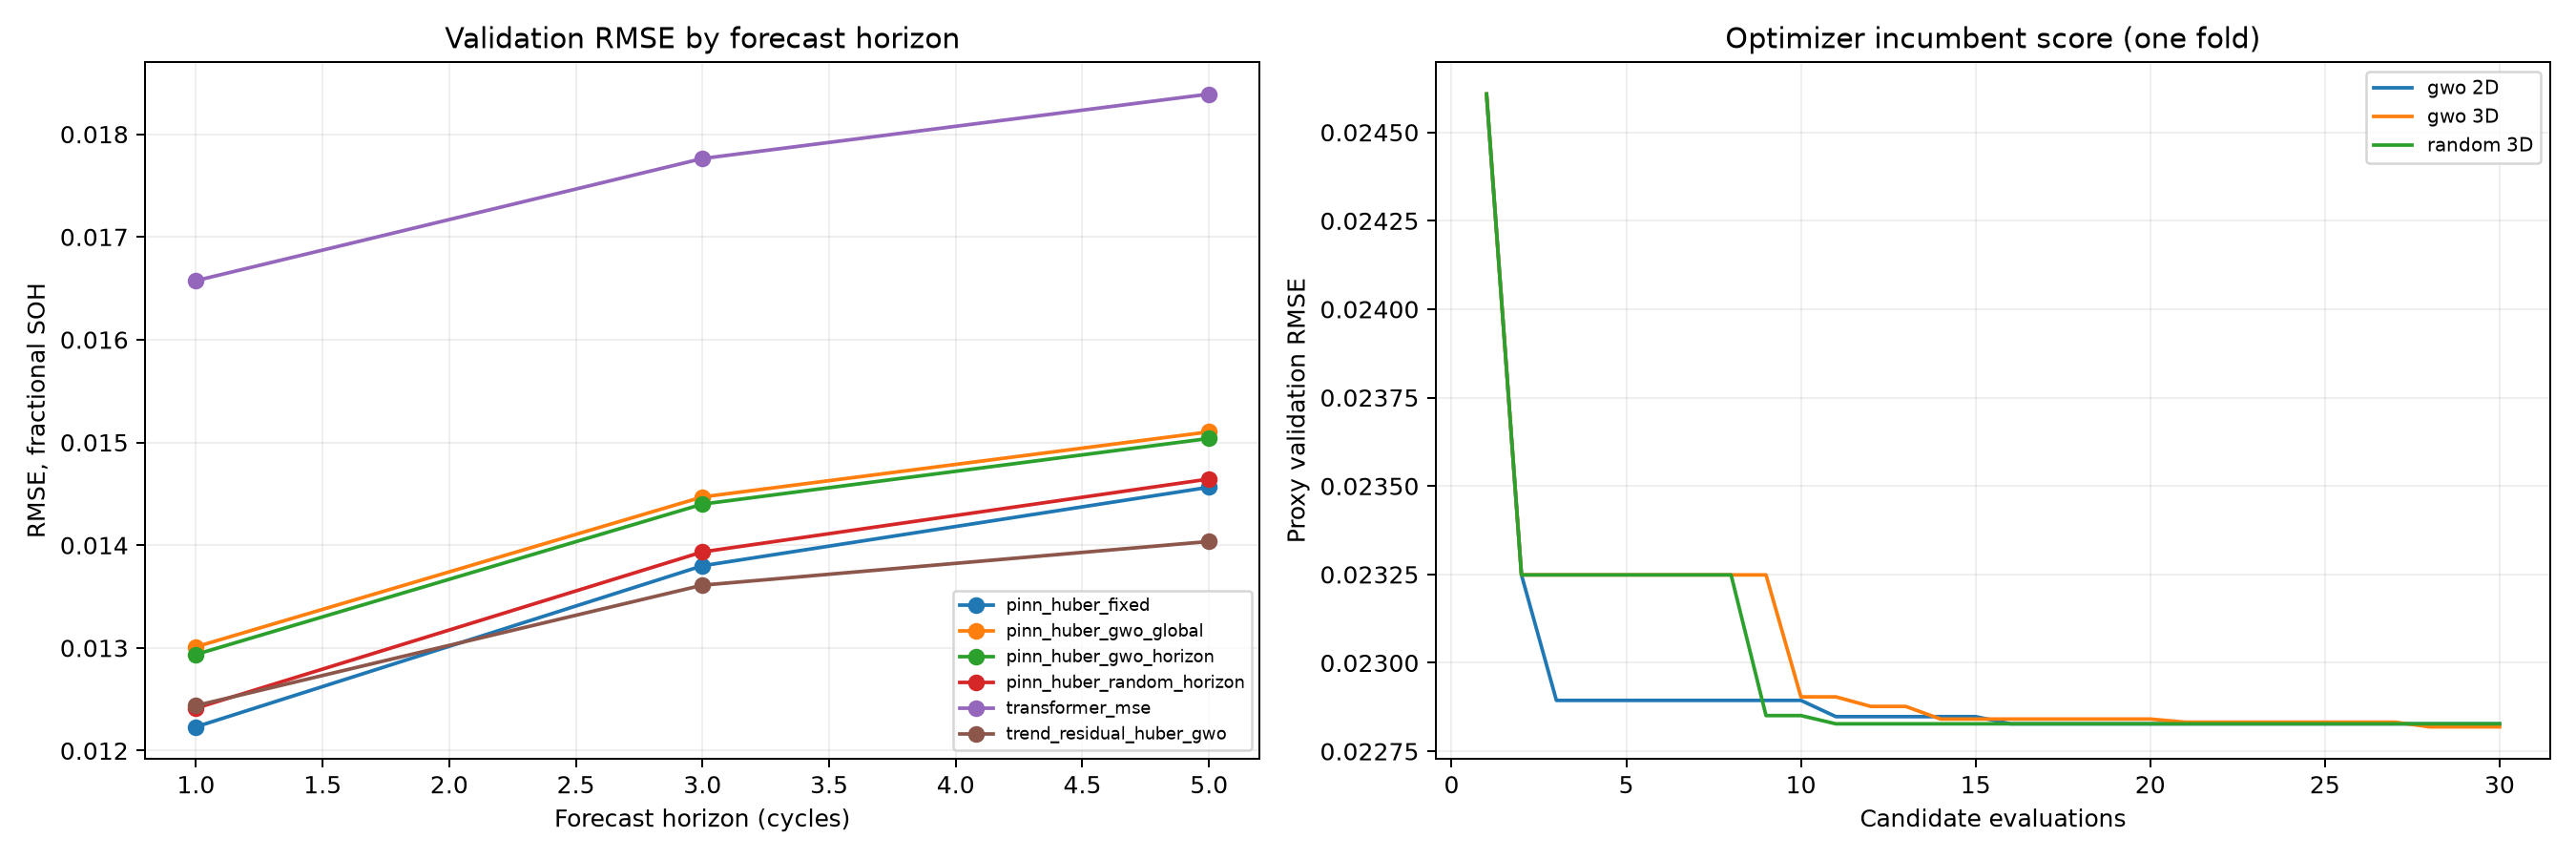 Validation RMSE by forecast horizon
RMSE, fractional SOH
0.018
0.017
0.016
0.015
0.014
0.013
0.012
1.0 1.5 2.0 2.5 3.0 3.5 4.0 4.5 5.0
Forecast horizon (cycles)
pinn_huber_fixed
pinn_huber_gwo_global
pinn_huber_gwo_horizon
pinn_huber_random_horizon
transformer_mse
trend_residual_huber_gwo
Optimizer incumbent score (one fold)
Proxy validation RMSE
0.02450
0.02425
0.02400
0.02375
0.02350
0.02325
0.02300
0.02275
0 5 10 15 20 25 30
Candidate evaluations
gwo 2D
gwo 3D
random 3D